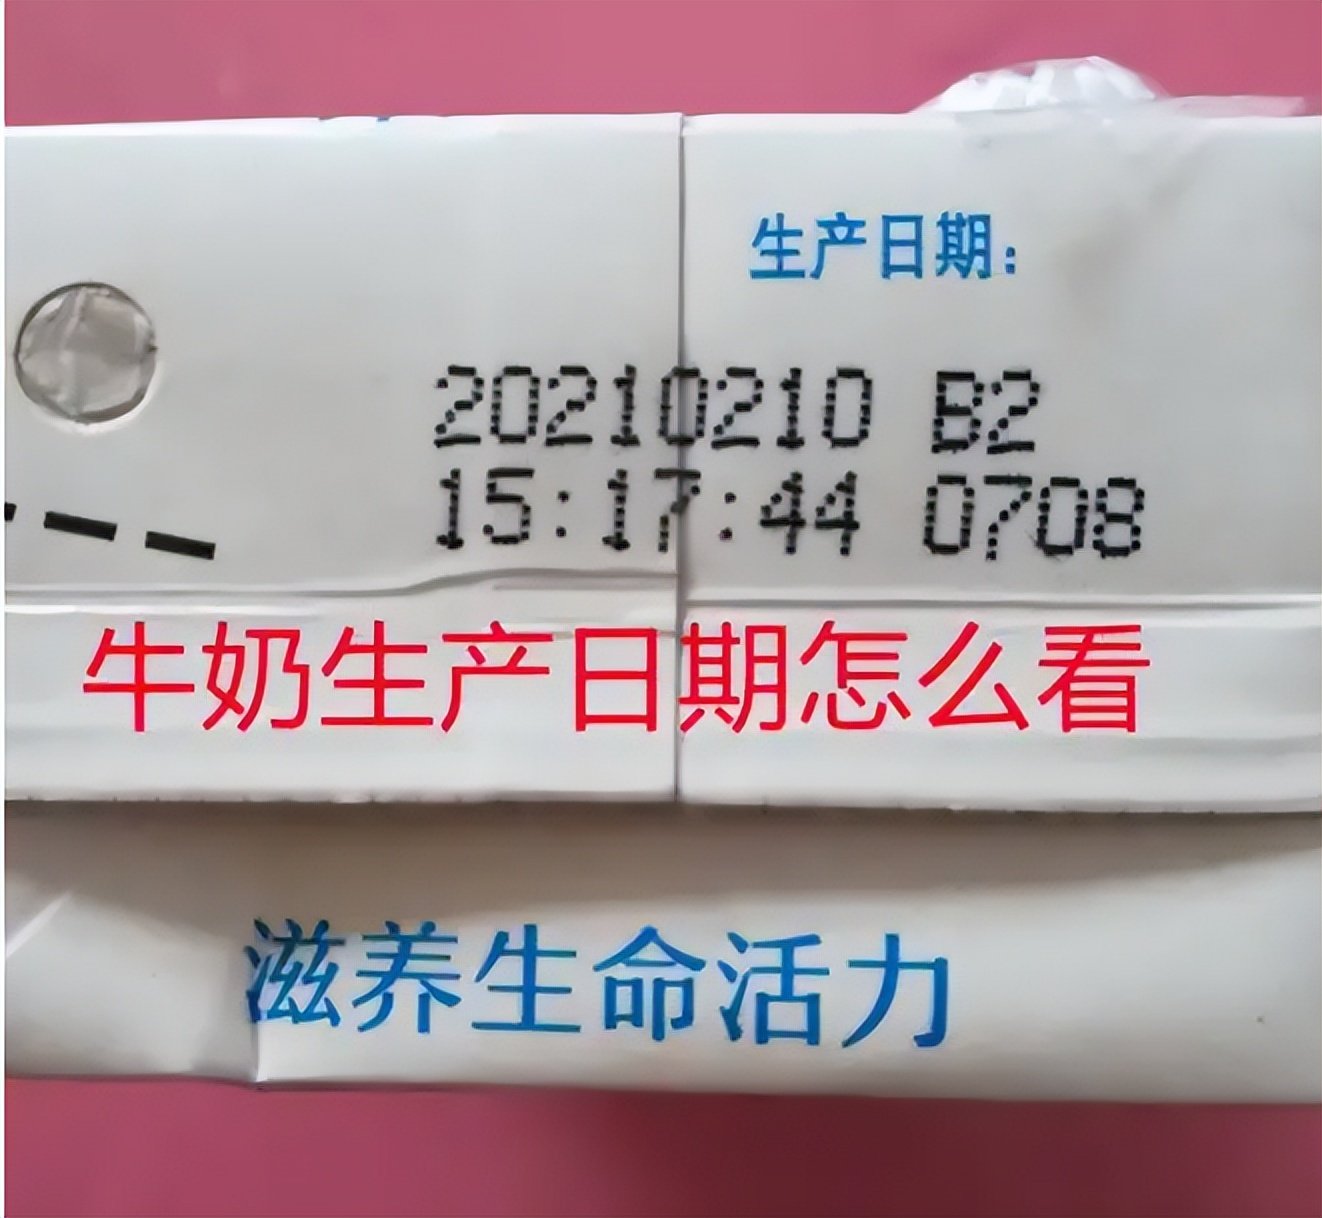 生产日期：
20210210 B2
15:17:44 0708
牛奶生产日期怎么看
滋养生命活力